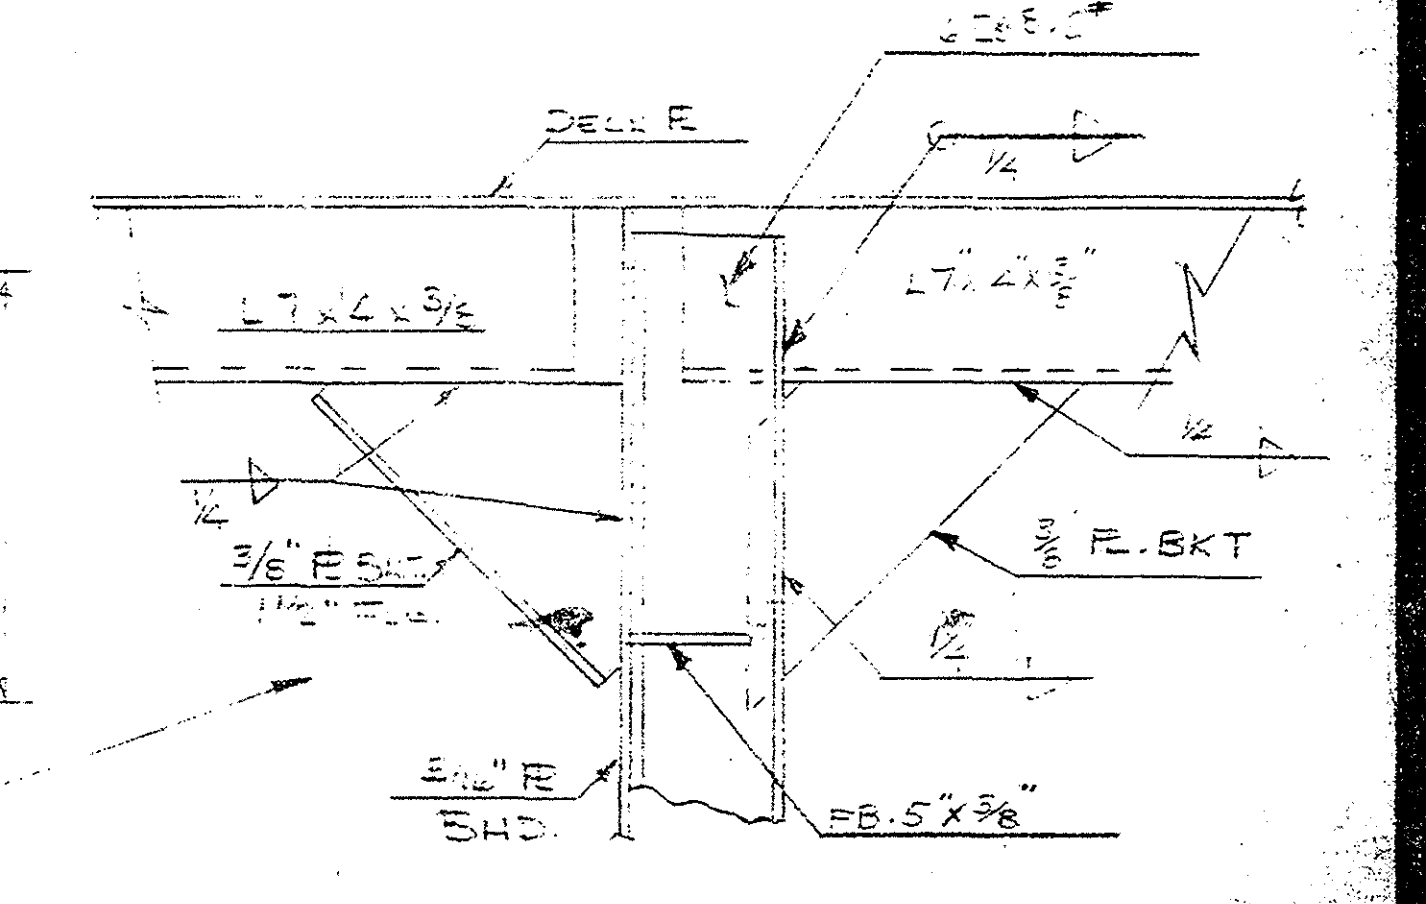 DECK PL
1/4
L 7 x 4 x 3/8
L 7" x 4" x 3/8"
1/4
1/4
3/8" PL BKT.
3/8 PL. BKT
1/4
5/16" PL
BHD.
FB. 5" x 3/8"